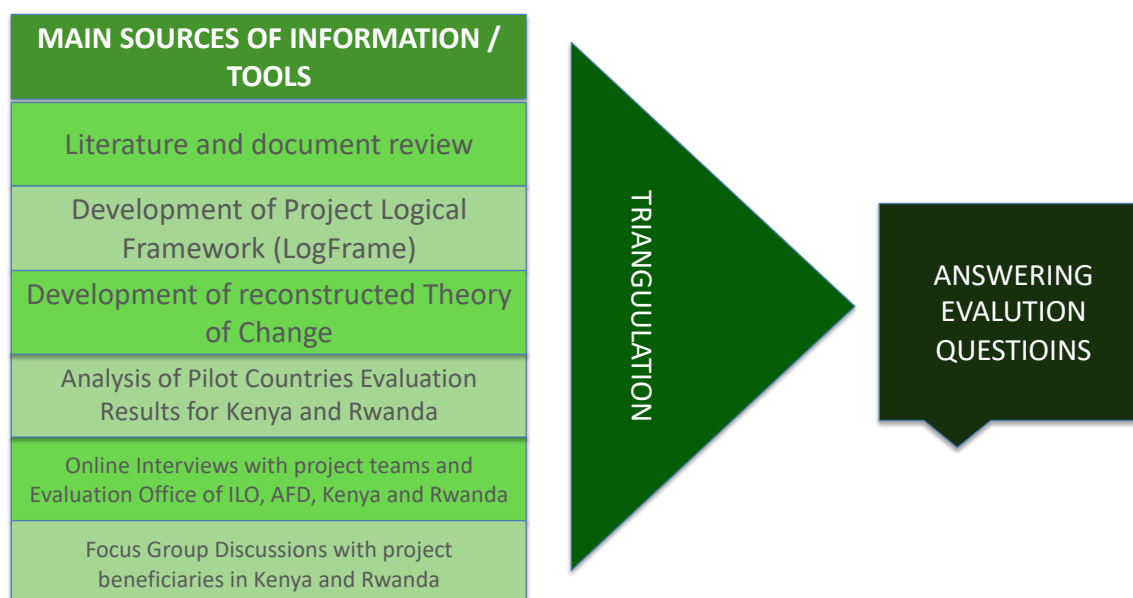 MAIN SOURCES OF INFORMATION /
TOOLS
Literature and document review
Development of Project Logical
Framework (LogFrame)
Development of reconstructed Theory
of Change
Analysis of Pilot Countries Evaluation
Results for Kenya and Rwanda
Online Interviews with project teams and
Evaluation Office of ILO, AFD, Kenya and Rwanda
Focus Group Discussions with project
beneficiaries in Kenya and Rwanda
TRIANGUULATION
ANSWERING
EVALUTION
QUESTIOINS